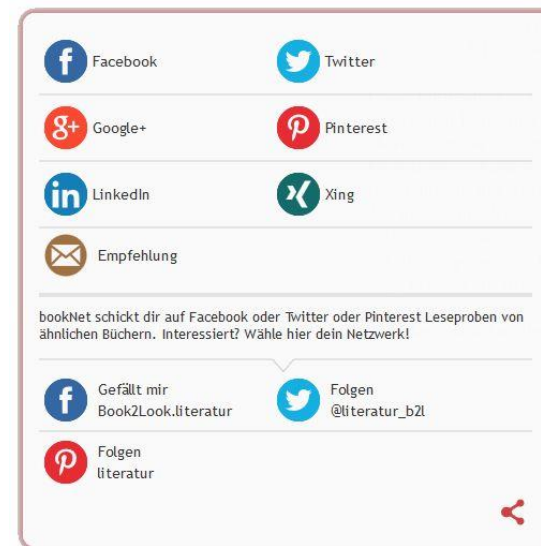 Facebook
Twitter
Google+
Pinterest
LinkedIn
Xing
Empfehlung
bookNet schickt dir auf Facebook oder Twitter oder Pinterest Leseproben von
ähnlichen Büchern. Interessiert? Wähle hier dein Netzwerk!
Gefällt mir
Book2Look.literatur
Folgen
@literatur_b2l
Folgen
literatur